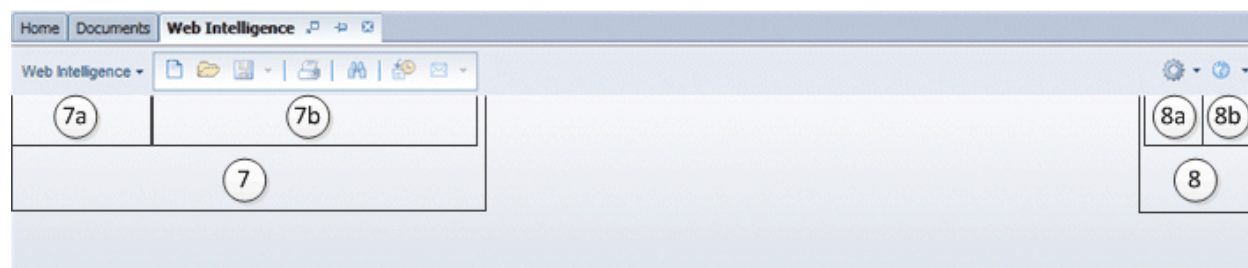 Home Documents Web Intelligence
Web Intelligence
7a 7b 8a 8b
7 8